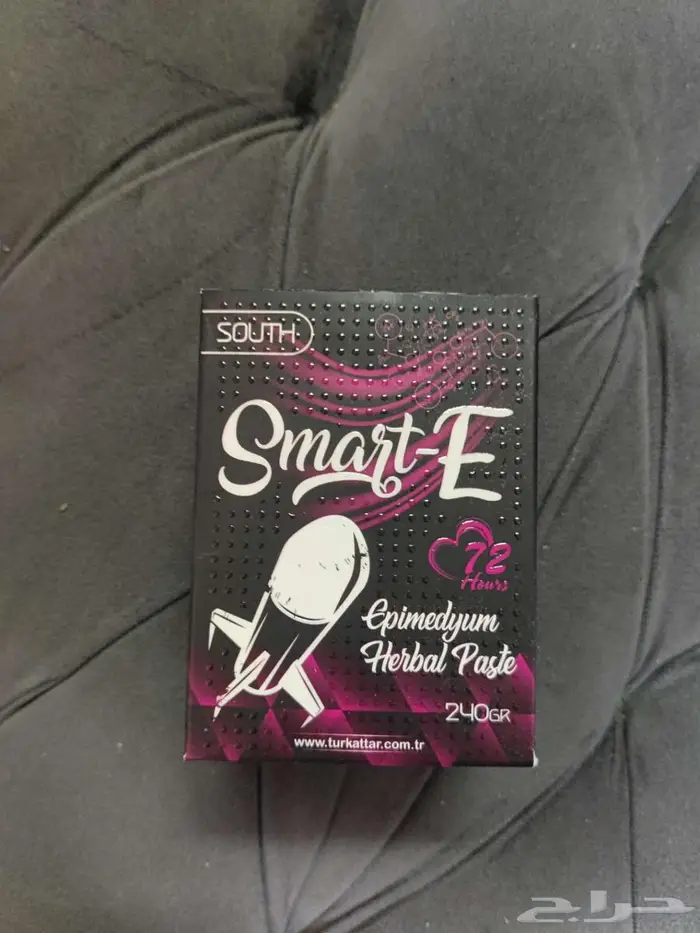 SOUTH
Smart-E
72
Hours
Epimedyum
Herbal Paste
240GR
www.turkattar.com.tr
حراج